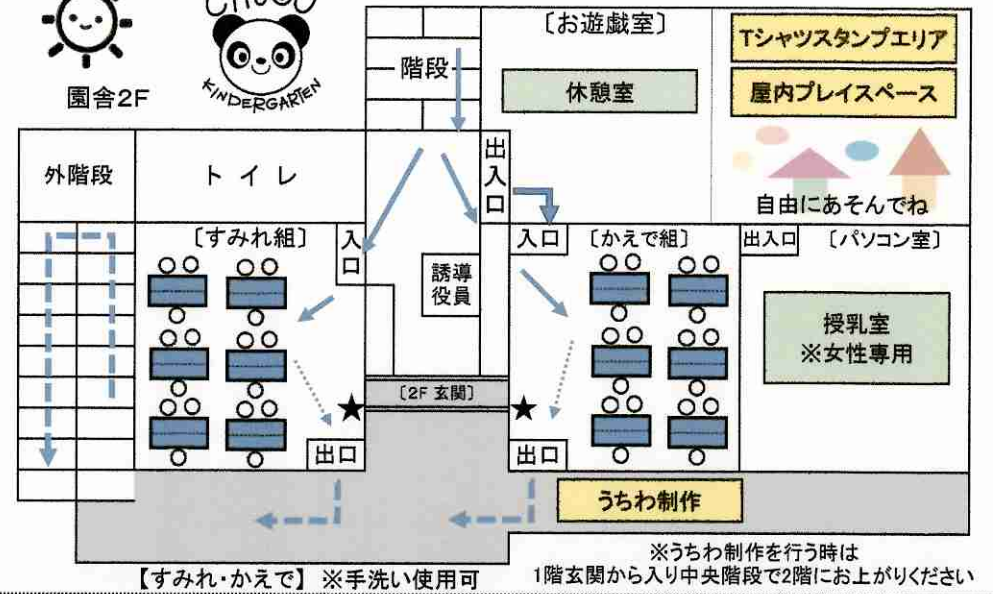 KINDERGARTEN
園舎2F
階段
〔お遊戯室〕
休憩室
Tシャツスタンプエリア
屋内プレイスペース
自由にあそんでね
外階段
トイレ
出入口
〔すみれ組〕
入口
誘導
役員
入口
〔かえで組〕
出入口
〔パソコン室〕
授乳室
※女性専用
〔2F 玄関〕
★
★
出口
出口
うちわ制作
【すみれ・かえで】 ※手洗い使用可
※うちわ制作を行う時は
1階玄関から入り中央階段で2階にお上がりください